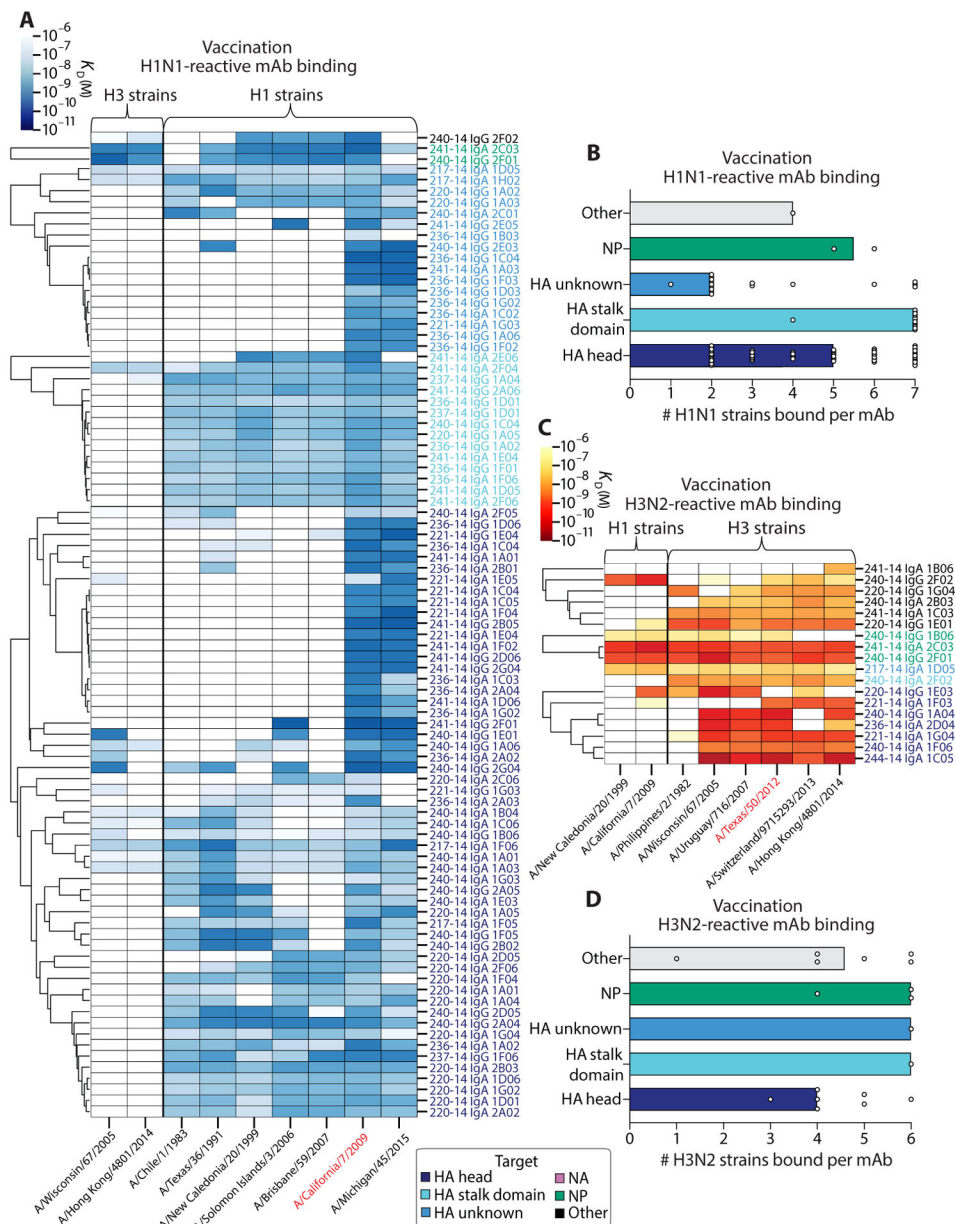 A
10⁻⁶
10⁻⁷
10⁻⁸
10⁻⁹
10⁻¹⁰
10⁻¹¹
K_D (M)
Vaccination
H1N1-reactive mAb binding
H3 strains
H1 strains
240-14 IgG 2F02
241-14 IgA 2C03
240-14 IgG 2F01
217-14 IgA 1D05
217-14 IgA 1H02
220-14 IgG 1A02
220-14 IgG 1A03
240-14 IgA 2C01
241-14 IgG 2E05
236-14 IgG 1B03
240-14 IgG 2E03
236-14 IgG 1C04
241-14 IgA 1A03
236-14 IgG 1F03
236-14 IgG 1D03
236-14 IgG 1G02
236-14 IgA 1C02
221-14 IgG 1G03
236-14 IgG 1A06
236-14 IgG 1F02
241-14 IgA 2E06
241-14 IgA 2F04
237-14 IgG 1A04
241-14 IgG 2A06
236-14 IgG 1D01
237-14 IgG 1D01
240-14 IgG 1C04
220-14 IgG 1A05
236-14 IgG 1A02
241-14 IgA 1E04
236-14 IgG 1F01
236-14 IgA 1F06
241-14 IgA 1D05
241-14 IgA 2F06
240-14 IgA 2F05
236-14 IgG 1D06
221-14 IgG 1E04
236-14 IgA 1C04
241-14 IgA 1A01
236-14 IgA 2B01
221-14 IgA 1E05
221-14 IgA 1C04
221-14 IgA 1C05
221-14 IgA 1F04
241-14 IgG 2B05
221-14 IgA 1E04
241-14 IgA 1F02
241-14 IgG 2D06
241-14 IgG 2G04
236-14 IgA 1C03
236-14 IgA 2A04
241-14 IgA 1D06
236-14 IgA 1G02
241-14 IgG 2F01
240-14 IgG 1E01
240-14 IgG 1A06
236-14 IgA 2A02
240-14 IgG 2G04
220-14 IgA 2C06
221-14 IgG 1G03
236-14 IgA 2A03
240-14 IgA 1B04
240-14 IgA 1C06
240-14 IgG 1B06
217-14 IgA 1F06
240-14 IgA 1A01
240-14 IgA 1A03
240-14 IgG 1G03
240-14 IgG 2A05
240-14 IgA 1E03
220-14 IgA 1A05
217-14 IgA 1F05
240-14 IgG 1F05
240-14 IgG 2B02
220-14 IgA 2D05
220-14 IgA 2F06
220-14 IgA 1F04
220-14 IgA 1A01
220-14 IgA 1A04
240-14 IgG 2D05
240-14 IgG 2A04
220-14 IgA 1G04
236-14 IgA 1A02
237-14 IgG 1F06
220-14 IgA 2B03
220-14 IgA 1D06
220-14 IgA 1G02
220-14 IgA 1D01
220-14 IgA 2A02
A/Wisconsin/67/2005
A/Hong Kong/4801/2014
A/Chile/1/1983
A/Texas/36/1991
A/New Caledonia/20/1999
A/Solomon Islands/3/2006
A/Brisbane/59/2007
A/California/7/2009
A/Michigan/45/2015
B
Vaccination
H1N1-reactive mAb binding
Other
NP
HA unknown
HA stalk
domain
HA head
0 1 2 3 4 5 6 7
# H1N1 strains bound per mAb
C
10⁻⁶
10⁻⁷
10⁻⁸
10⁻⁹
10⁻¹⁰
10⁻¹¹
K_D (M)
Vaccination
H3N2-reactive mAb binding
H1 strains
H3 strains
241-14 IgA 1B06
240-14 IgG 2F02
220-14 IgG 1G04
240-14 IgA 2B03
241-14 IgA 1C03
220-14 IgG 1E01
240-14 IgG 1B06
241-14 IgA 2C03
240-14 IgG 2F01
217-14 IgA 1D05
240-14 IgA 2F02
220-14 IgG 1E03
221-14 IgA 1F03
240-14 IgG 1A04
236-14 IgA 2D04
221-14 IgA 1G04
240-14 IgA 1F06
244-14 IgA 1C05
A/New Caledonia/20/1999
A/California/7/2009
A/Philippines/2/1982
A/Wisconsin/67/2005
A/Uruguay/716/2007
A/Texas/50/2012
A/Switzerland/9715293/2013
A/Hong Kong/4801/2014
D
Vaccination
H3N2-reactive mAb binding
Other
NP
HA unknown
HA stalk
domain
HA head
0 1 2 3 4 5 6
# H3N2 strains bound per mAb
Target
HA head
HA stalk domain
HA unknown
NA
NP
Other